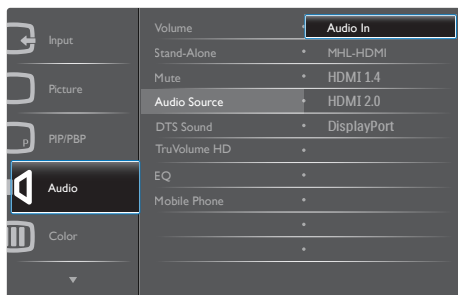 Input
Picture
P
PIP/PBP
Audio
Color
Volume
Stand-Alone
Mute
Audio Source
DTS Sound
TruVolume HD
EQ
Mobile Phone
Audio In
MHL-HDMI
HDMI 1.4
HDMI 2.0
DisplayPort